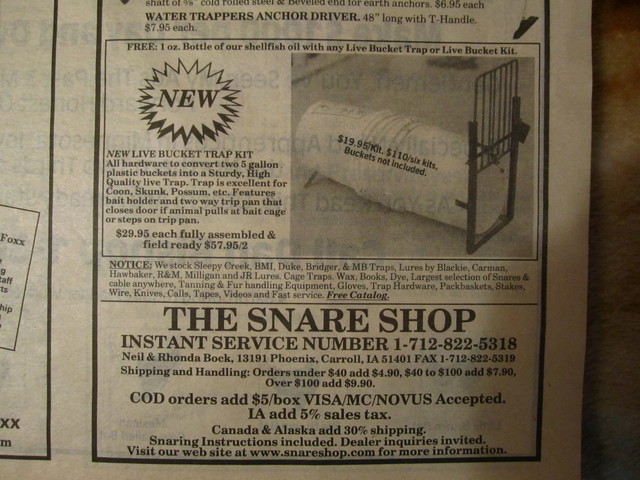 shaft of ⅝" cold rolled steel & Beveled end for earth anchors. $6.95 each
WATER TRAPPERS ANCHOR DRIVER. 48" long with T-Handle.
$7.95 each.
FREE: 1 oz. Bottle of our shellfish oil with any Live Bucket Trap or Live Bucket Kit.
NEW
NEW LIVE BUCKET TRAP KIT
All hardware to convert two 5 gallon
plastic buckets into a Sturdy, High
Quality live Trap. Trap is excellent for
Coon, Skunk, Possum, etc. Features
bait holder and two way trip pan that
closes door if animal pulls at bait cage
or steps on trip pan.
$29.95 each fully assembled &
field ready $57.95/2
$19.95/Kit. $110/six kits,
Buckets not included.
NOTICE: We stock Sleepy Creek, BMI, Duke, Bridger, & MB Traps, Lures by Blackie, Carman,
Hawbaker, R&M, Milligan and JR Lures. Cage Traps. Wax, Books, Dye, Largest selection of Snares &
cable anywhere, Tanning & Fur handling Equipment, Gloves, Trap Hardware, Packbaskets, Stakes,
Wire, Knives, Calls, Tapes, Videos and Fast service. Free Catalog.
THE SNARE SHOP
INSTANT SERVICE NUMBER 1-712-822-5318
Neil & Rhonda Bock, 13191 Phoenix, Carroll, IA 51401 FAX 1-712-822-5319
Shipping and Handling: Orders under $40 add $4.90, $40 to $100 add $7.90,
Over $100 add $9.90.
COD orders add $5/box VISA/MC/NOVUS Accepted.
IA add 5% sales tax.
Canada & Alaska add 30% shipping.
Snaring Instructions included. Dealer inquiries invited.
Visit our web site at www.snareshop.com for more information.
Foxx